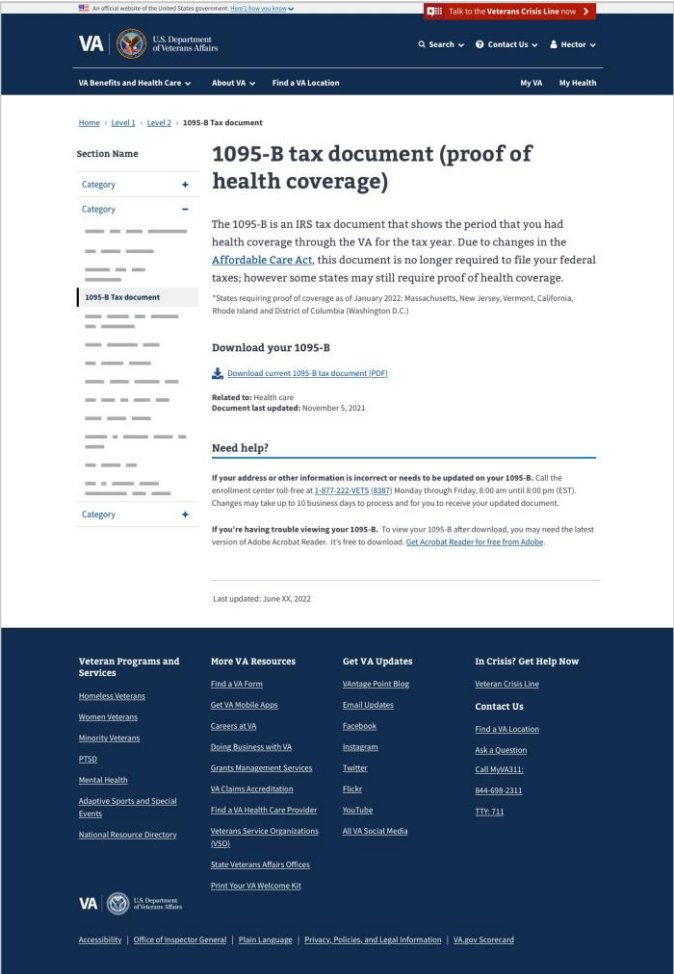 An official website of the United States government. Here's how you know
Talk to the Veterans Crisis Line now
VA
U.S. Department
of Veterans Affairs
Search
Contact Us
Hector
VA Benefits and Health Care
About VA
Find a VA Location
My VA
My Health
Home › Level 1 › Level 2 › 1095-B Tax document
Section Name
Category +
Category −
1095-B Tax document
Category +
1095-B tax document (proof of
health coverage)
The 1095-B is an IRS tax document that shows the period that you had
health coverage through the VA for the tax year. Due to changes in the
Affordable Care Act, this document is no longer required to file your federal
taxes; however some states may still require proof of health coverage.
*States requiring proof of coverage as of January 2022: Massachusetts, New Jersey, Vermont, California,
Rhode Island and District of Columbia (Washington D.C.)
Download your 1095-B
Download current 1095-B tax document (PDF)
Related to: Health care
Document last updated: November 5, 2021
Need help?
If your address or other information is incorrect or needs to be updated on your 1095-B. Call the
enrollment center toll-free at 1-877-222-VETS (8387) Monday through Friday, 8:00 am until 8:00 pm (EST).
Changes may take up to 10 business days to process and for you to receive your updated document.
If you're having trouble viewing your 1095-B. To view your 1095-B after download, you may need the latest
version of Adobe Acrobat Reader. It's free to download. Get Acrobat Reader for free from Adobe.
Last updated: June XX, 2022
Veteran Programs and
Services
Homeless Veterans
Women Veterans
Minority Veterans
PTSD
Mental Health
Adaptive Sports and Special
Events
National Resource Directory
More VA Resources
Find a VA Form
Get VA Mobile Apps
Careers at VA
Doing Business with VA
Grants Management Services
VA Claims Accreditation
Find a VA Health Care Provider
Veterans Service Organizations
(VSO)
State Veterans Affairs Offices
Print Your VA Welcome Kit
Get VA Updates
VAntage Point Blog
Email Updates
Facebook
Instagram
Twitter
Flickr
YouTube
All VA Social Media
In Crisis? Get Help Now
Veteran Crisis Line
Contact Us
Find a VA Location
Ask a Question
Call MyVA311:
844-698-2311
TTY: 711
VA
U.S. Department
of Veterans Affairs
Accessibility | Office of Inspector General | Plain Language | Privacy, Policies, and Legal Information | VA.gov Scorecard